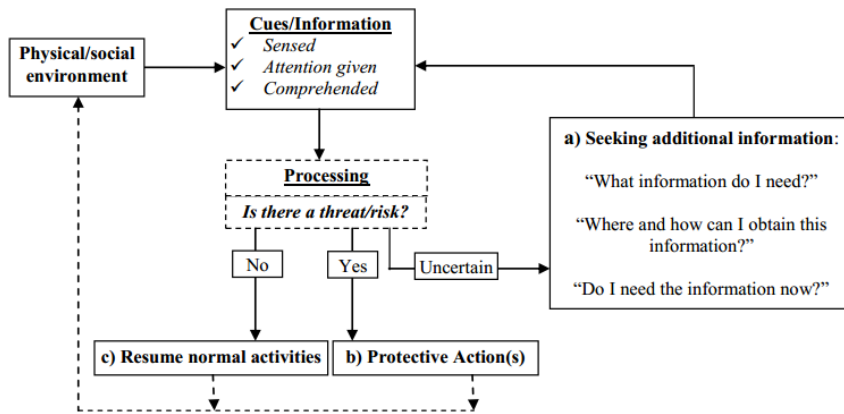 Physical/social
environment
Cues/Information
✓ Sensed
✓ Attention given
✓ Comprehended
Processing
Is there a threat/risk?
No
Yes
Uncertain
a) Seeking additional information:
“What information do I need?”
“Where and how can I obtain this
information?”
“Do I need the information now?”
c) Resume normal activities
b) Protective Action(s)